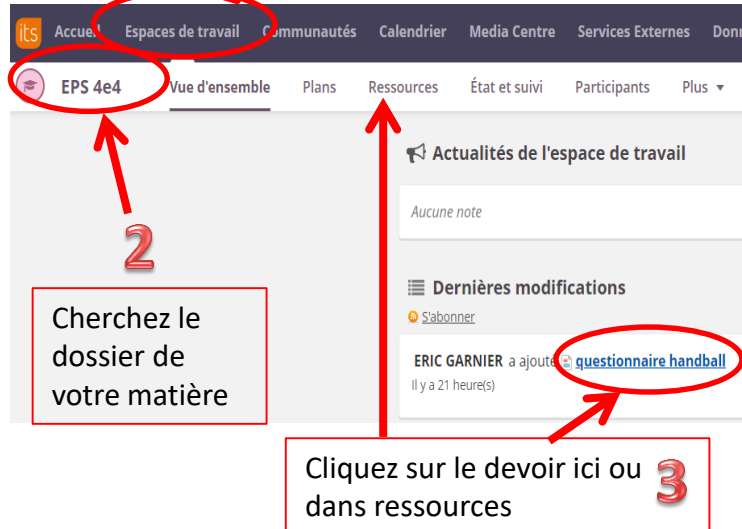 its Accueil Espaces de travail Communautés Calendrier Media Centre Services Externes
EPS 4e4 Vue d'ensemble Plans Ressources État et suivi Participants Plus
Actualités de l'espace de travail
Aucune note
2
Cherchez le
dossier de
votre matière
Dernières modifications
S'abonner
ERIC GARNIER a ajouté questionnaire handball
Il y a 21 heure(s)
Cliquez sur le devoir ici ou
dans ressources
3